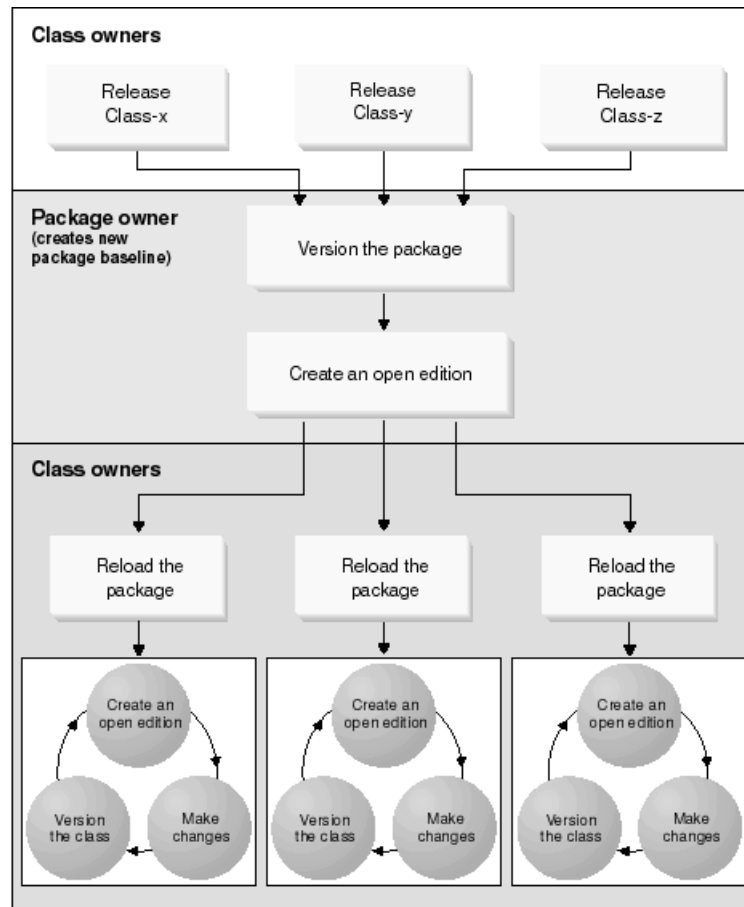 Class owners
Release
Class-x
Release
Class-y
Release
Class-z
Package owner
(creates new
package baseline)
Version the package
Create an open edition
Class owners
Reload the
package
Reload the
package
Reload the
package
Create an
open edition
Version
the class
Make
changes
Create an
open edition
Version
the class
Make
changes
Create an
open edition
Version
the class
Make
changes